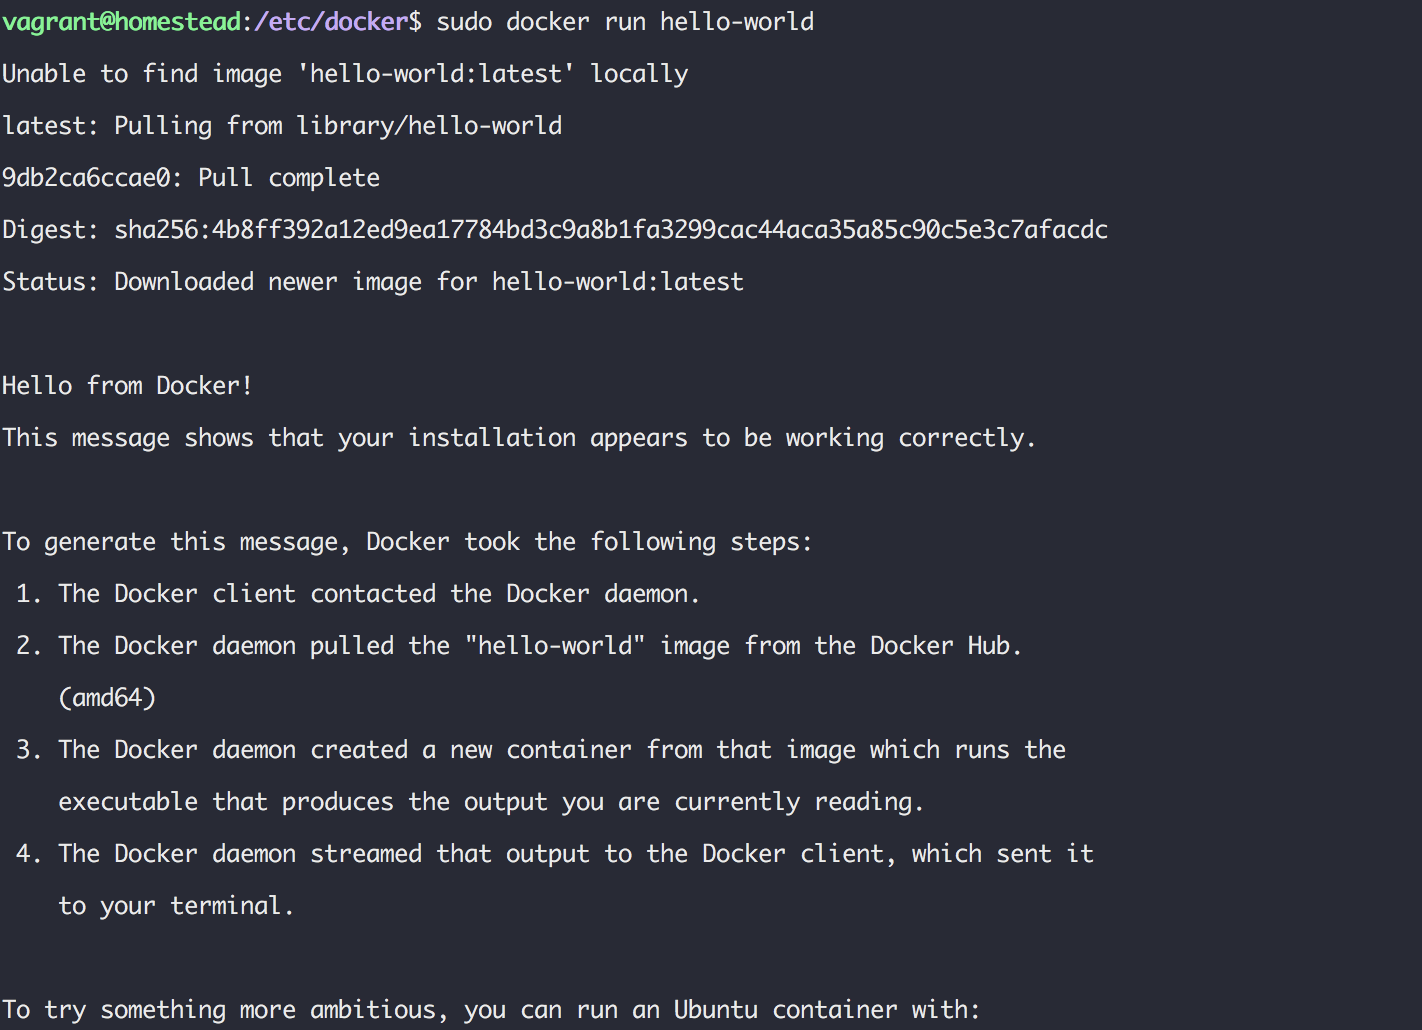 vagrant@homestead:/etc/docker$ sudo docker run hello-world
Unable to find image 'hello-world:latest' locally
latest: Pulling from library/hello-world
9db2ca6ccae0: Pull complete
Digest: sha256:4b8ff392a12ed9ea17784bd3c9a8b1fa3299cac44aca35a85c90c5e3c7afacdc
Status: Downloaded newer image for hello-world:latest
Hello from Docker!
This message shows that your installation appears to be working correctly.
To generate this message, Docker took the following steps:
1. The Docker client contacted the Docker daemon.
2. The Docker daemon pulled the "hello-world" image from the Docker Hub.
(amd64)
3. The Docker daemon created a new container from that image which runs the
executable that produces the output you are currently reading.
4. The Docker daemon streamed that output to the Docker client, which sent it
to your terminal.
To try something more ambitious, you can run an Ubuntu container with: